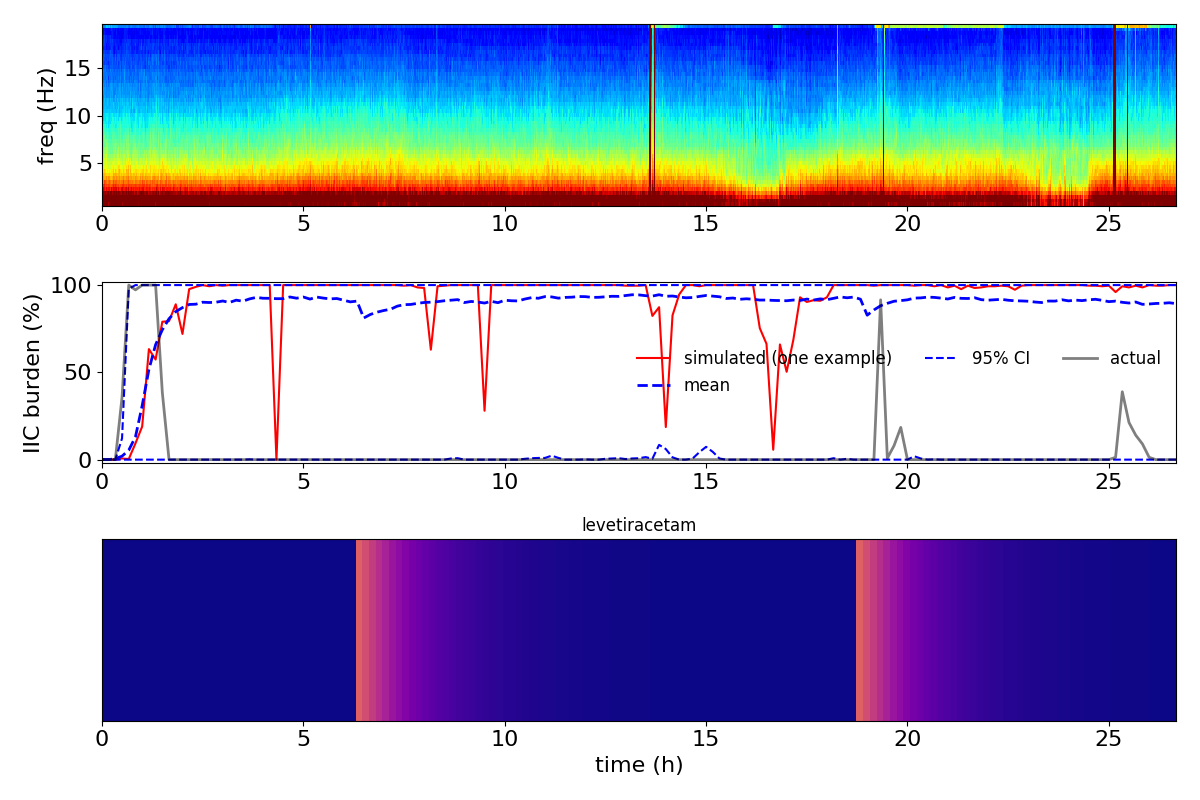 freq (Hz)
15
10
5
0 5 10 15 20 25
IIC burden (%)
100
50
0
simulated (one example) 95% CI actual
mean
0 5 10 15 20 25
levetiracetam
0 5 10 15 20 25
time (h)